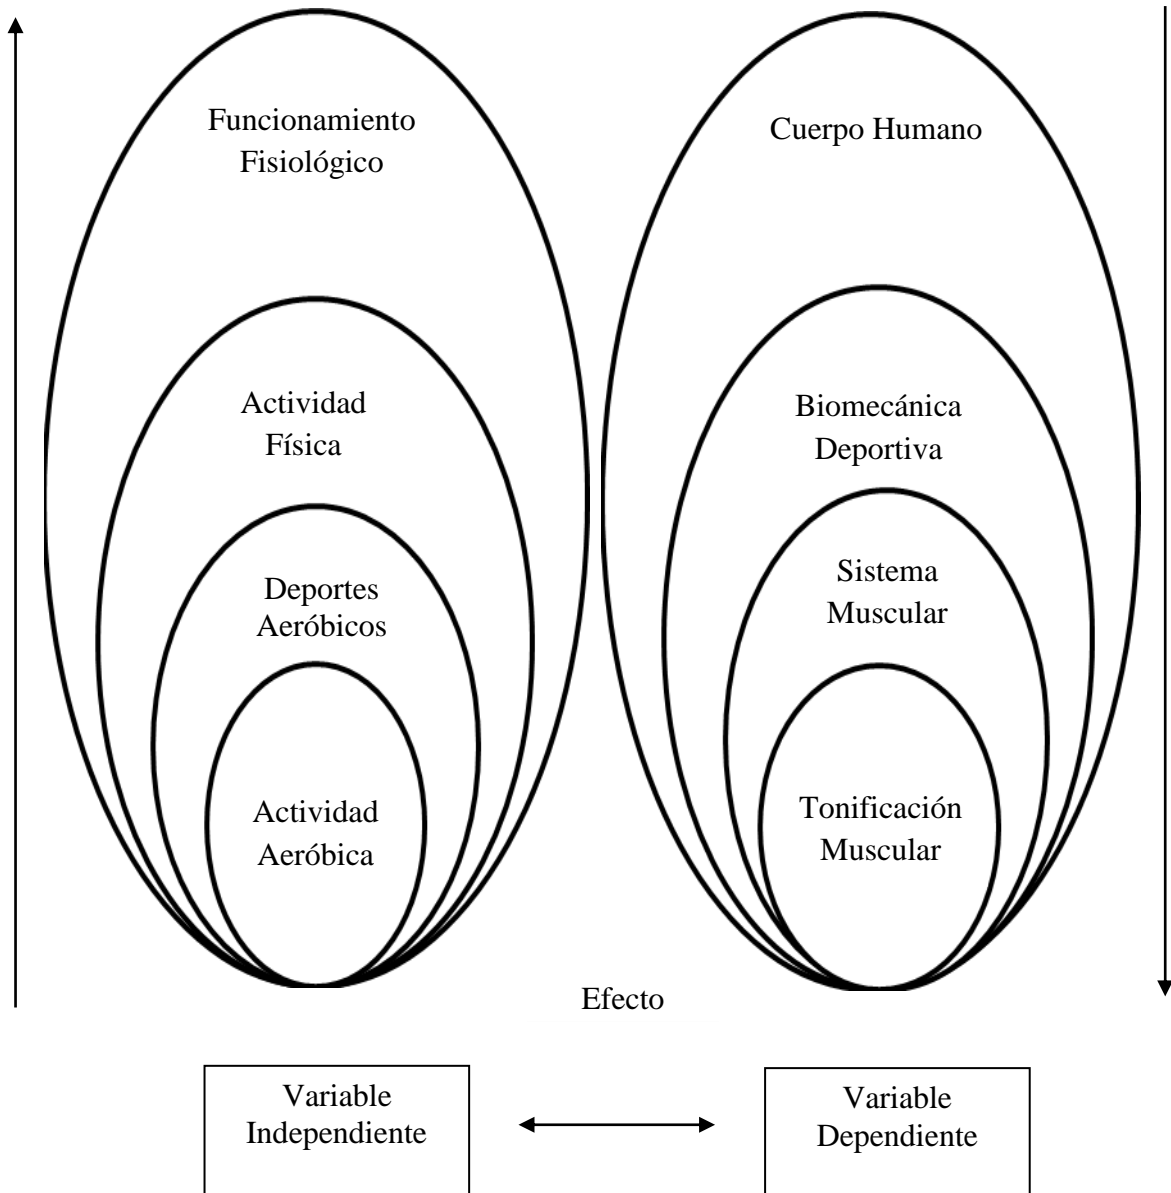 Funcionamiento
Fisiológico
Actividad
Física
Deportes
Aeróbicos
Actividad
Aeróbica
Cuerpo Humano
Biomecánica
Deportiva
Sistema
Muscular
Tonificación
Muscular
Efecto
Variable
Independiente
Variable
Dependiente